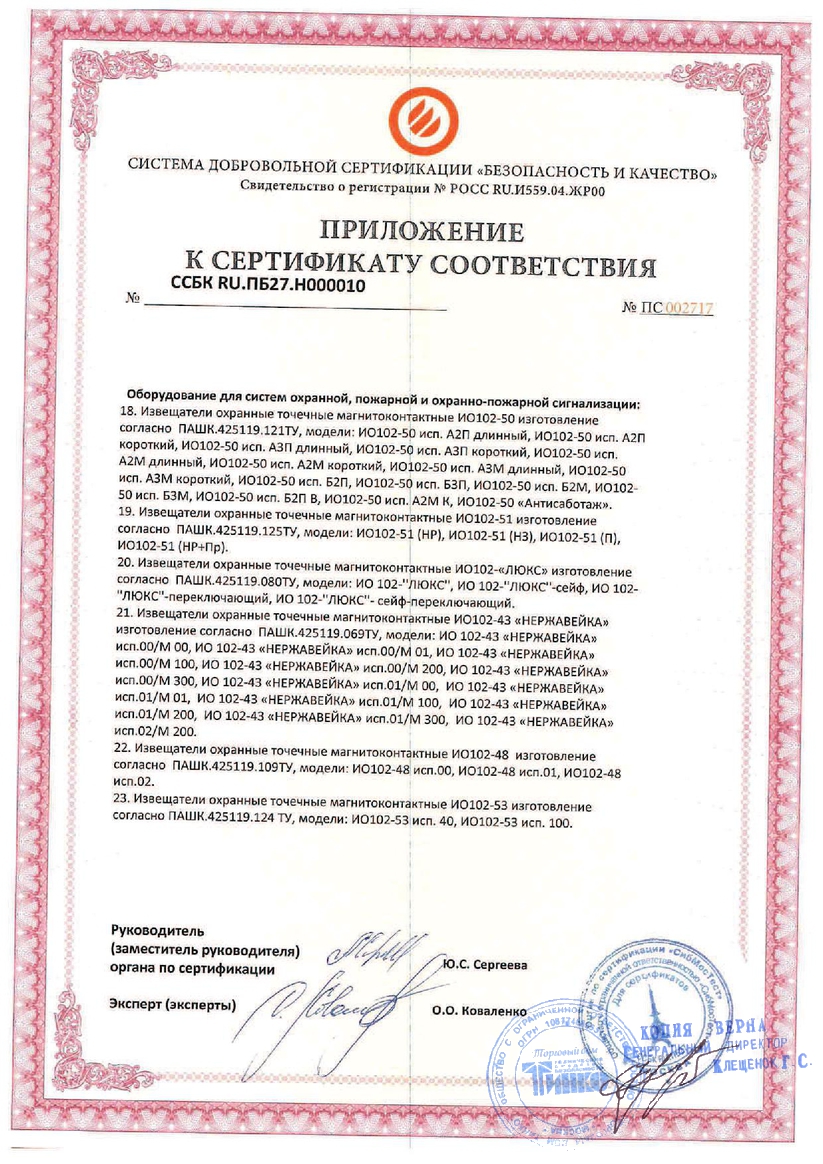 СИСТЕМА ДОБРОВОЛЬНОЙ СЕРТИФИКАЦИИ «БЕЗОПАСНОСТЬ И КАЧЕСТВО»
Свидетельство о регистрации № РОСС RU.И559.04.ЖР00
ПРИЛОЖЕНИЕ
К СЕРТИФИКАТУ СООТВЕТСТВИЯ
ССБК RU.ПБ27.Н000010
№
№ ПС 002717
Оборудование для систем охранной, пожарной и охранно-пожарной сигнализации:
18. Извещатели охранные точечные магнитоконтактные ИО102-50 изготовление
согласно ПАШК.425119.121ТУ, модели: ИО102-50 исп. А2П длинный, ИО102-50 исп. А2П
короткий, ИО102-50 исп. А3П длинный, ИО102-50 исп. А3П короткий, ИО102-50 исп.
А2М длинный, ИО102-50 исп. А2М короткий, ИО102-50 исп. А3М длинный, ИО102-50
исп. А3М короткий, ИО102-50 исп. Б2П, ИО102-50 исп. Б3П, ИО102-50 исп. Б2М, ИО102-
50 исп. Б3М, ИО102-50 исп. Б2П В, ИО102-50 исп. А2М К, ИО102-50 «Антисаботаж».
19. Извещатели охранные точечные магнитоконтактные ИО102-51 изготовление
согласно ПАШК.425119.125ТУ, модели: ИО102-51 (НР), ИО102-51 (НЗ), ИО102-51 (П),
ИО102-51 (НР+Пр).
20. Извещатели охранные точечные магнитоконтактные ИО102-«ЛЮКС» изготовление
согласно ПАШК.425119.080ТУ, модели: ИО 102-"ЛЮКС", ИО 102-"ЛЮКС"-сейф, ИО 102-
"ЛЮКС"-переключающий, ИО 102-"ЛЮКС"- сейф-переключающий.
21. Извещатели охранные точечные магнитоконтактные ИО102-43 «НЕРЖАВЕЙКА»
изготовление согласно ПАШК.425119.069ТУ, модели: ИО 102-43 «НЕРЖАВЕЙКА»
исп.00/М 00, ИО 102-43 «НЕРЖАВЕЙКА» исп.00/М 01, ИО 102-43 «НЕРЖАВЕЙКА»
исп.00/М 100, ИО 102-43 «НЕРЖАВЕЙКА» исп.00/М 200, ИО 102-43 «НЕРЖАВЕЙКА»
исп.00/М 300, ИО 102-43 «НЕРЖАВЕЙКА» исп.01/М 00, ИО 102-43 «НЕРЖАВЕЙКА»
исп.01/М 01, ИО 102-43 «НЕРЖАВЕЙКА» исп.01/М 100, ИО 102-43 «НЕРЖАВЕЙКА»
исп.01/М 200, ИО 102-43 «НЕРЖАВЕЙКА» исп.01/М 300, ИО 102-43 «НЕРЖАВЕЙКА»
исп.02/М 200.
22. Извещатели охранные точечные магнитоконтактные ИО102-48 изготовление
согласно ПАШК.425119.109ТУ, модели: ИО102-48 исп.00, ИО102-48 исп.01, ИО102-48
исп.02.
23. Извещатели охранные точечные магнитоконтактные ИО102-53 изготовление
согласно ПАШК.425119.124 ТУ, модели: ИО102-53 исп. 40, ИО102-53 исп. 100.
Руководитель
(заместитель руководителя)
органа по сертификации
Ю.С. Сергеева
Эксперт (эксперты)
О.О. Коваленко
Для сертификатов
КОПИЯ ВЕРНА
ГЕНЕРАЛЬНЫЙ ДИРЕКТОР
КЛЕЩЕНОК Г. С.
Торговый дом
ТИНКО
МОСКВА